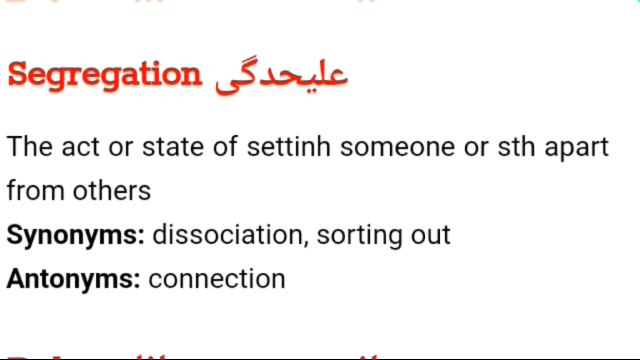 Segregation علیحدگی
The act or state of settinh someone or sth apart
from others
Synonyms: dissociation, sorting out
Antonyms: connection